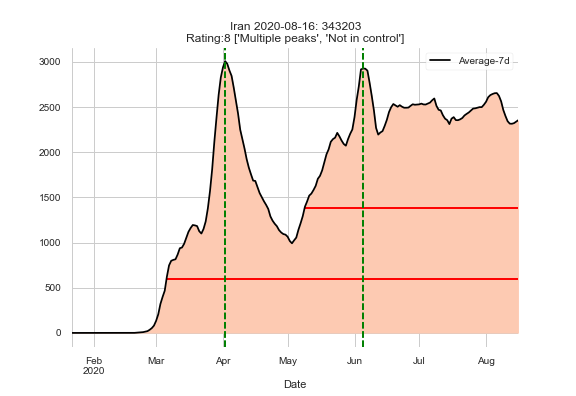 Iran 2020-08-16: 343203
Rating:8 ['Multiple peaks', 'Not in control']
Average-7d
3000
2500
2000
1500
1000
500
0
Feb
2020
Mar
Apr
May
Jun
Jul
Aug
Date